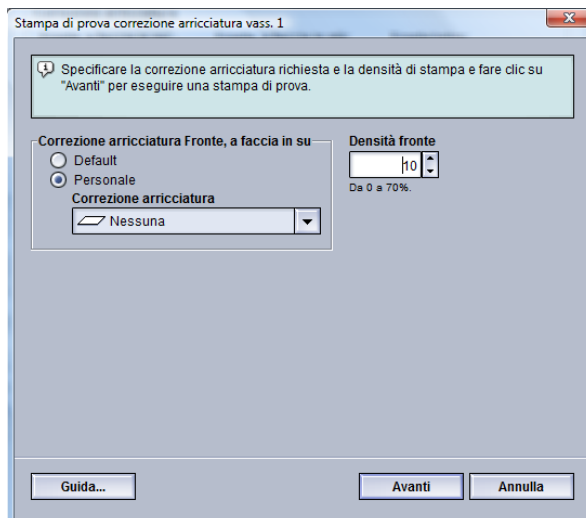 Stampa di prova correzione arricciatura vass. 1
Specificare la correzione arricciatura richiesta e la densità di stampa e fare clic su
"Avanti" per eseguire una stampa di prova.
Correzione arricciatura Fronte, a faccia in su
Densità fronte
Default
10
Personale
Da 0 a 70%.
Correzione arricciatura
Nessuna
Guida...
Avanti
Annulla